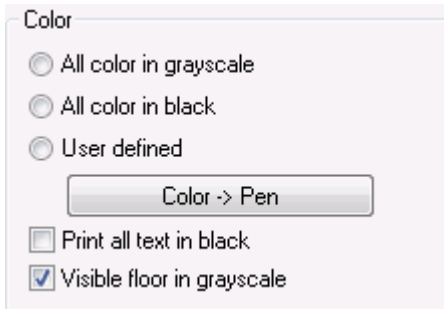 Color
All color in grayscale
All color in black
User defined
Color -> Pen
Print all text in black
Visible floor in grayscale